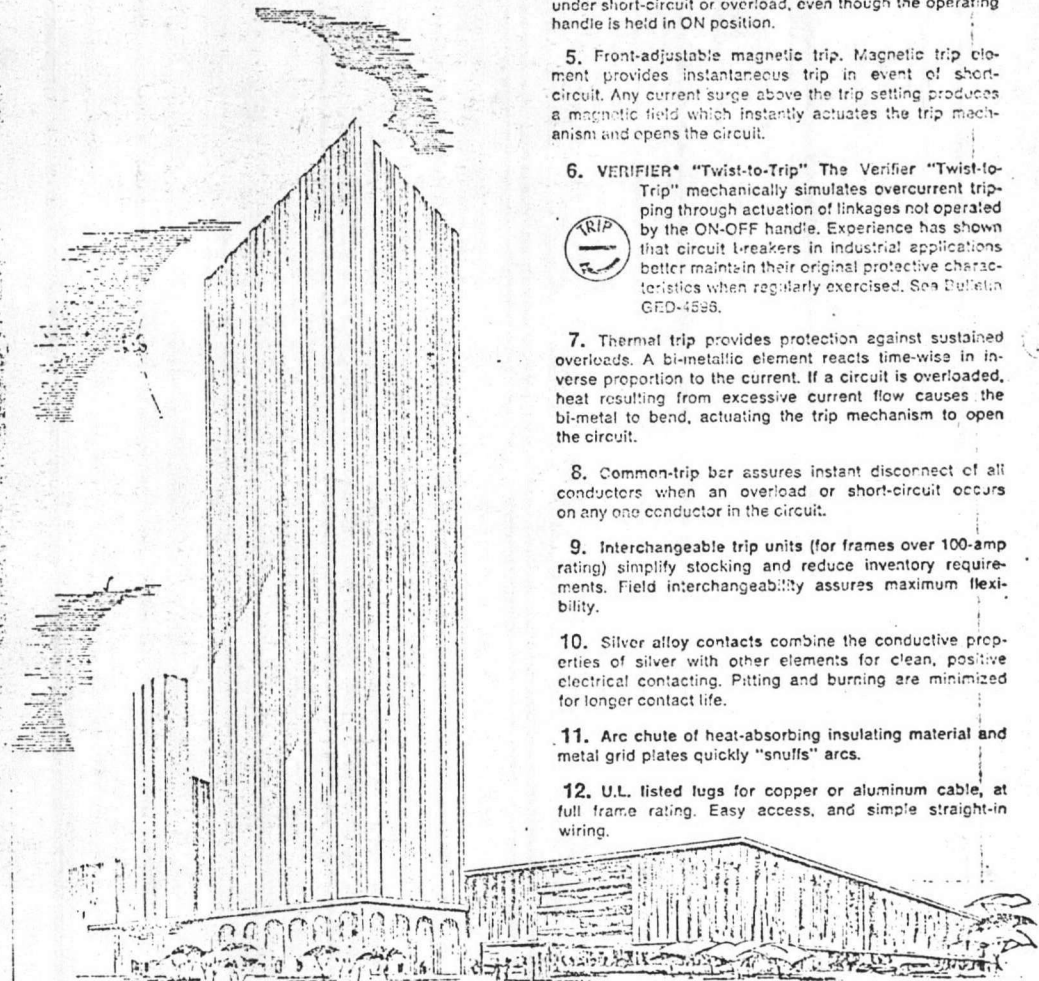 under short-circuit or overload, even though the operating
handle is held in ON position.
5. Front-adjustable magnetic trip. Magnetic trip ele-
ment provides instantaneous trip in event of short-
circuit. Any current surge above the trip setting produces
a magnetic field which instantly actuates the trip mech-
anism and opens the circuit.
6. VERIFIER* "Twist-to-Trip" The Verifier "Twist-to-
Trip" mechanically simulates overcurrent trip-
ping through actuation of linkages not operated
TRIP
by the ON-OFF handle. Experience has shown
that circuit breakers in industrial applications
better maintain their original protective charac-
teristics when regularly exercised. See Bulletin
GED-4598.
7. Thermal trip provides protection against sustained
overloads. A bi-metallic element reacts time-wise in in-
verse proportion to the current. If a circuit is overloaded,
heat resulting from excessive current flow causes the
bi-metal to bend, actuating the trip mechanism to open
the circuit.
8. Common-trip bar assures instant disconnect of all
conductors when an overload or short-circuit occurs
on any one conductor in the circuit.
9. Interchangeable trip units (for frames over 100-amp
rating) simplify stocking and reduce inventory require-
ments. Field interchangeability assures maximum flexi-
bility.
10. Silver alloy contacts combine the conductive prop-
erties of silver with other elements for clean, positive
electrical contacting. Pitting and burning are minimized
for longer contact life.
11. Arc chute of heat-absorbing insulating material and
metal grid plates quickly "snuffs" arcs.
12. U.L. listed lugs for copper or aluminum cable, at
full frame rating. Easy access, and simple straight-in
wiring.